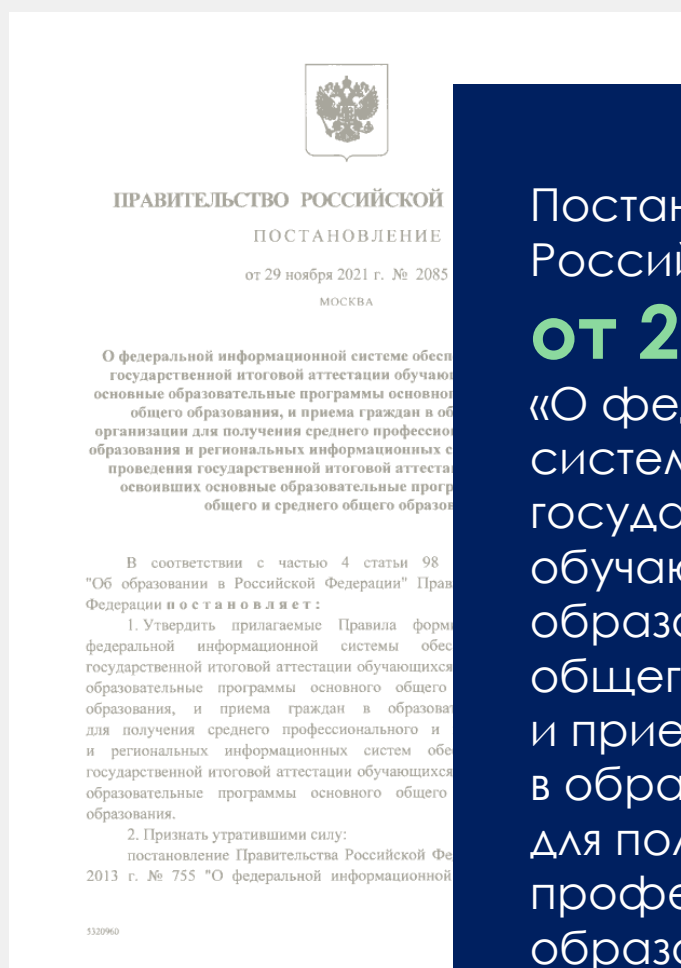 ПРАВИТЕЛЬСТВО РОССИЙСКОЙ
ПОСТАНОВЛЕНИЕ
от 29 ноября 2021 г. № 2085
МОСКВА
О федеральной информационной системе обесп
государственной итоговой аттестации обучаю
основные образовательные программы основног
общего образования, и приема граждан в об
организации для получения среднего профессион
образования и региональных информационных с
проведения государственной итоговой аттеста
освоивших основные образовательные прогр
общего и среднего общего образов
В соответствии с частью 4 статьи 98
"Об образовании в Российской Федерации" Прав
Федерации постановляет:
1. Утвердить прилагаемые Правила форми
федеральной информационной системы обес
государственной итоговой аттестации обучающихся
образовательные программы основного общего
образования, и приема граждан в образоват
для получения среднего профессионального и
и региональных информационных систем обе
государственной итоговой аттестации обучающихся
образовательные программы основного общего
образования.
2. Признать утратившими силу:
постановление Правительства Российской Фе
2013 г. № 755 "О федеральной информационной
5320960
Постан
Россий
от 2
«О фед
систем
госуда
обучаю
образо
общег
и прие
в обра
для пол
профе
образо